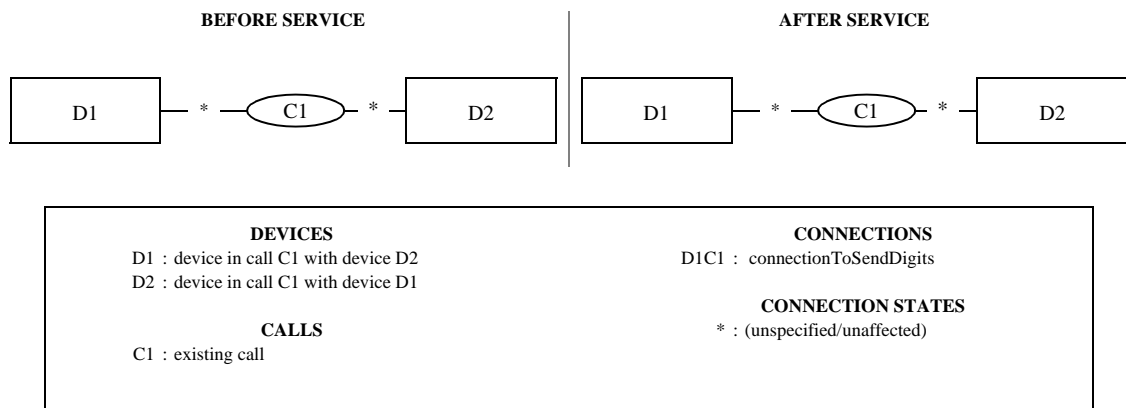 BEFORE SERVICE
AFTER SERVICE
D1 * C1 * D2
D1 * C1 * D2
DEVICES
D1 : device in call C1 with device D2
D2 : device in call C1 with device D1
CALLS
C1 : existing call
CONNECTIONS
D1C1 : connectionToSendDigits
CONNECTION STATES
* : (unspecified/unaffected)